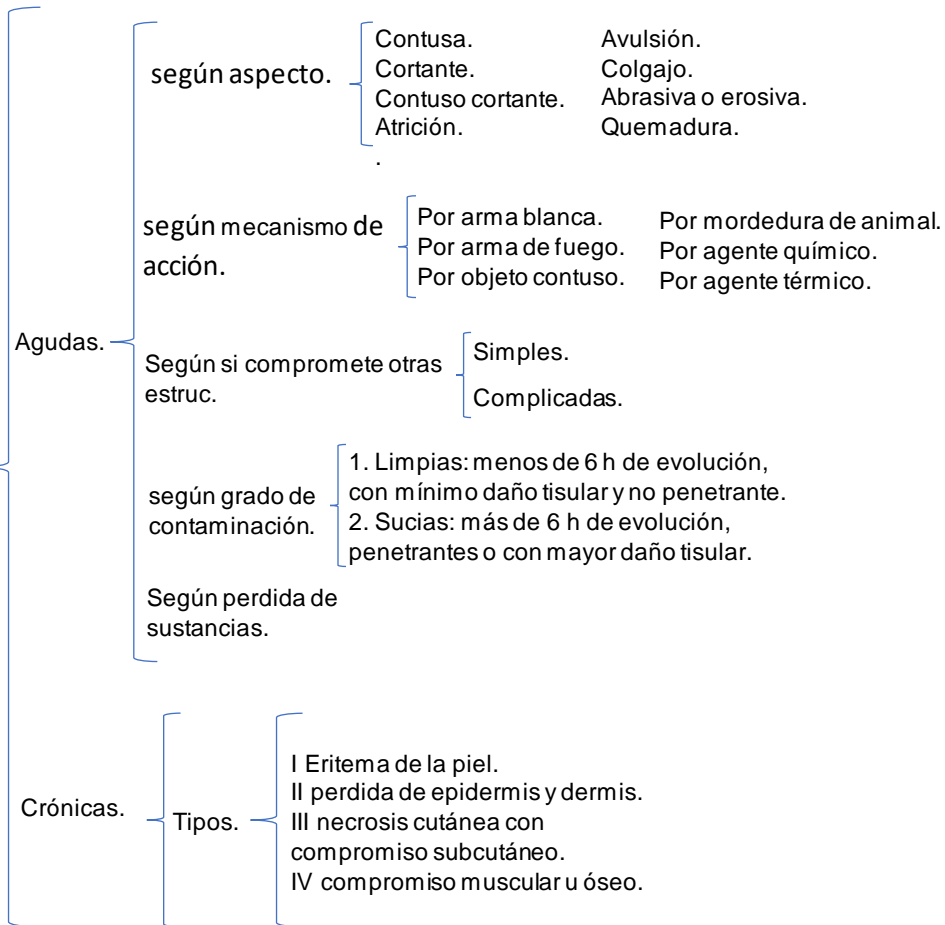 según aspecto.
Contusa.
Cortante.
Contuso cortante.
Atrición.
.
Avulsión.
Colgajo.
Abrasiva o erosiva.
Quemadura.
según mecanismo de
acción.
Por arma blanca.
Por arma de fuego.
Por objeto contuso.
Por mordedura de animal.
Por agente químico.
Por agente térmico.
Agudas.
Según si compromete otras
estruc.
Simples.
Complicadas.
según grado de
contaminación.
1. Limpias: menos de 6 h de evolución,
con mínimo daño tisular y no penetrante.
2. Sucias: más de 6 h de evolución,
penetrantes o con mayor daño tisular.
Según perdida de
sustancias.
Crónicas.
Tipos.
I Eritema de la piel.
II perdida de epidermis y dermis.
III necrosis cutánea con
compromiso subcutáneo.
IV compromiso muscular u óseo.